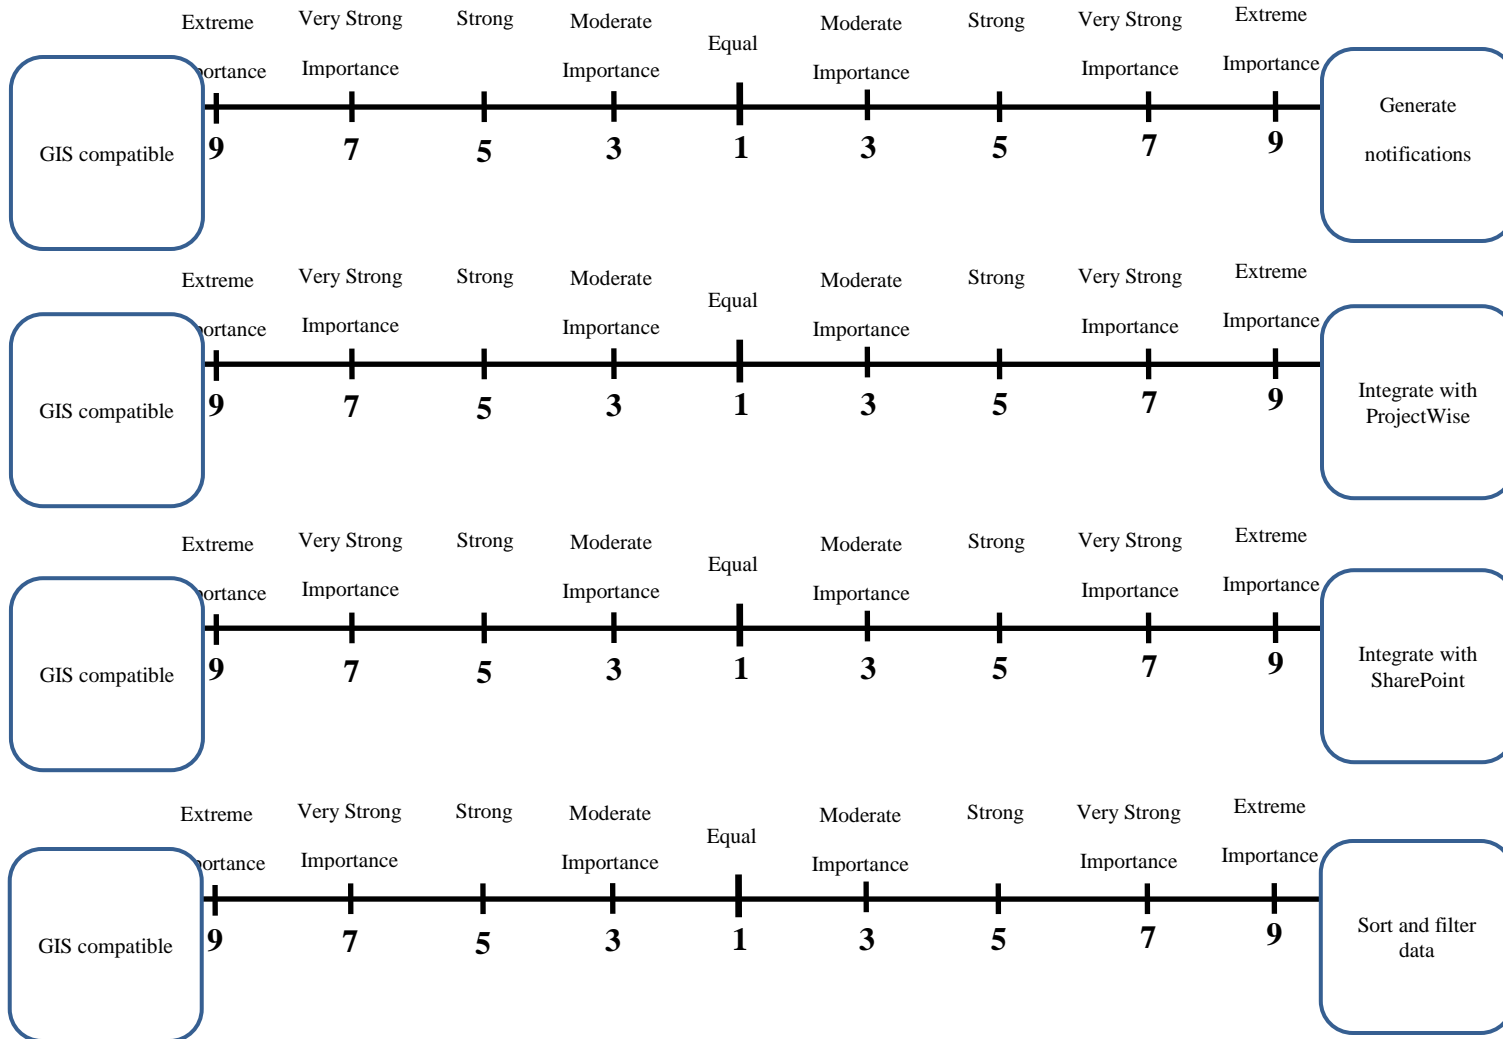 Extreme Very Strong Strong Moderate Equal Moderate Strong Very Strong Extreme
portance Importance Importance Importance Importance Importance
GIS compatible 9 7 5 3 1 3 5 7 9 Generate
notifications
Extreme Very Strong Strong Moderate Equal Moderate Strong Very Strong Extreme
portance Importance Importance Importance Importance Importance
GIS compatible 9 7 5 3 1 3 5 7 9 Integrate with
ProjectWise
Extreme Very Strong Strong Moderate Equal Moderate Strong Very Strong Extreme
portance Importance Importance Importance Importance Importance
GIS compatible 9 7 5 3 1 3 5 7 9 Integrate with
SharePoint
Extreme Very Strong Strong Moderate Equal Moderate Strong Very Strong Extreme
portance Importance Importance Importance Importance Importance
GIS compatible 9 7 5 3 1 3 5 7 9 Sort and filter
data